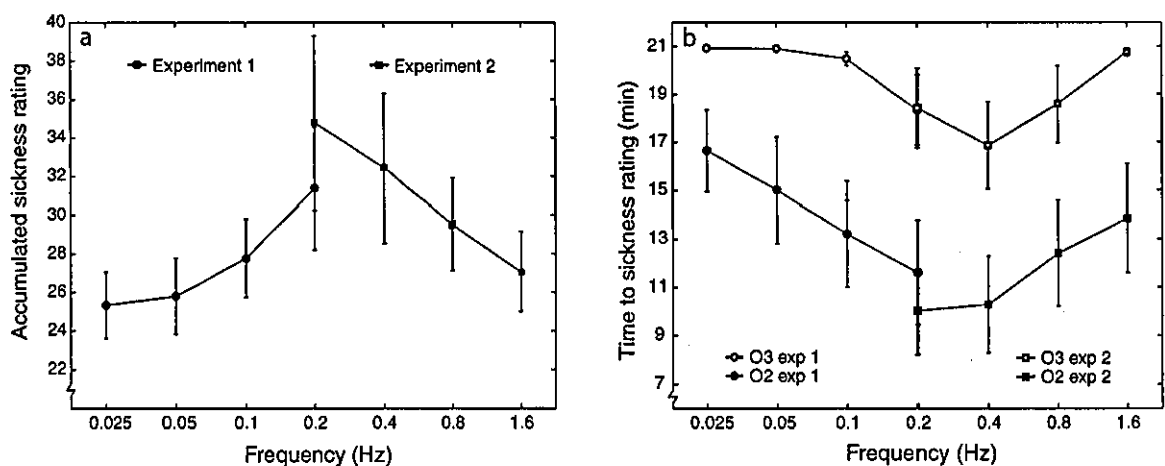 a
Accumulated sickness rating
40
38
36
34
32
30
28
26
24
22
Experiment 1
Experiment 2
0.025 0.05 0.1 0.2 0.4 0.8 1.6
Frequency (Hz)
b
Time to sickness rating (min)
21
19
17
15
13
11
9
7
O3 exp 1
O2 exp 1
O3 exp 2
O2 exp 2
0.025 0.05 0.1 0.2 0.4 0.8 1.6
Frequency (Hz)